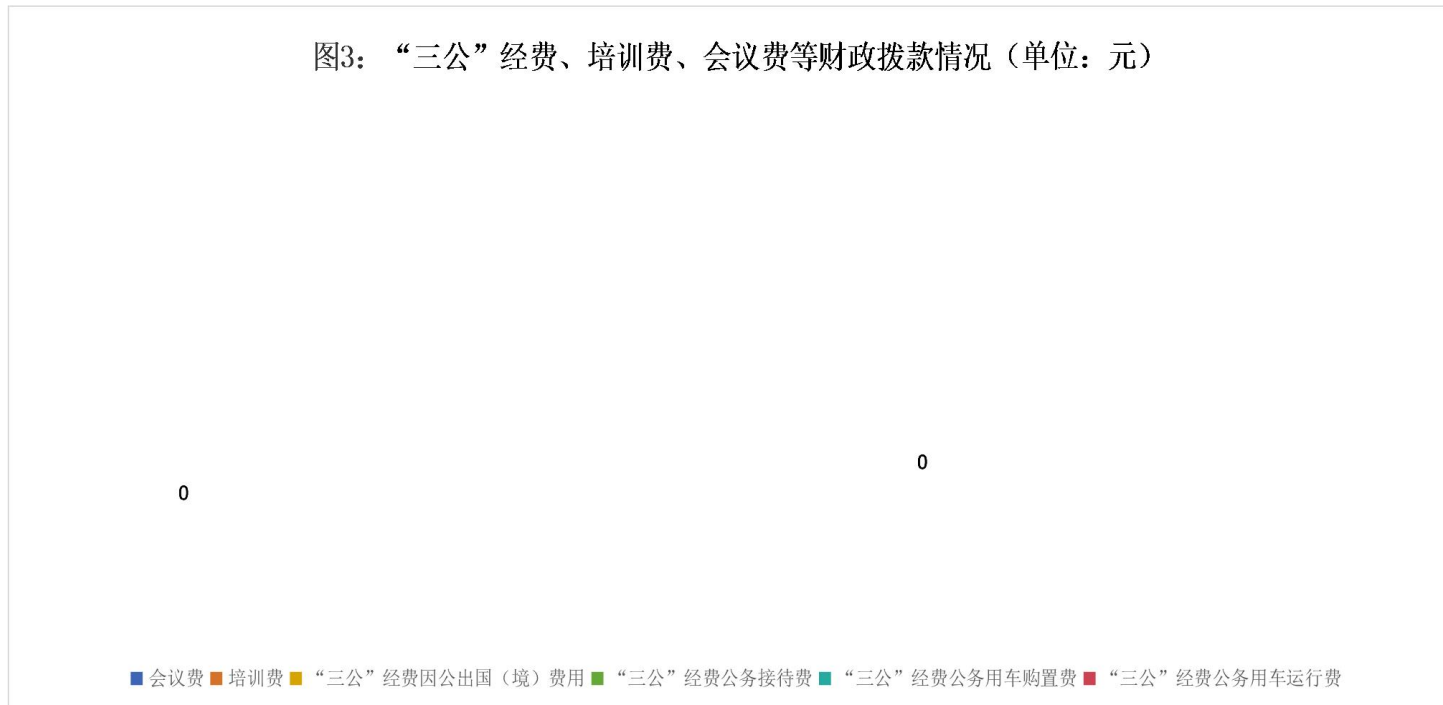 图3：“三公”经费、培训费、会议费等财政拨款情况（单位：元）
0
0
会议费 培训费 “三公”经费因公出国（境）费用 “三公”经费公务接待费 “三公”经费公务用车购置费 “三公”经费公务用车运行费